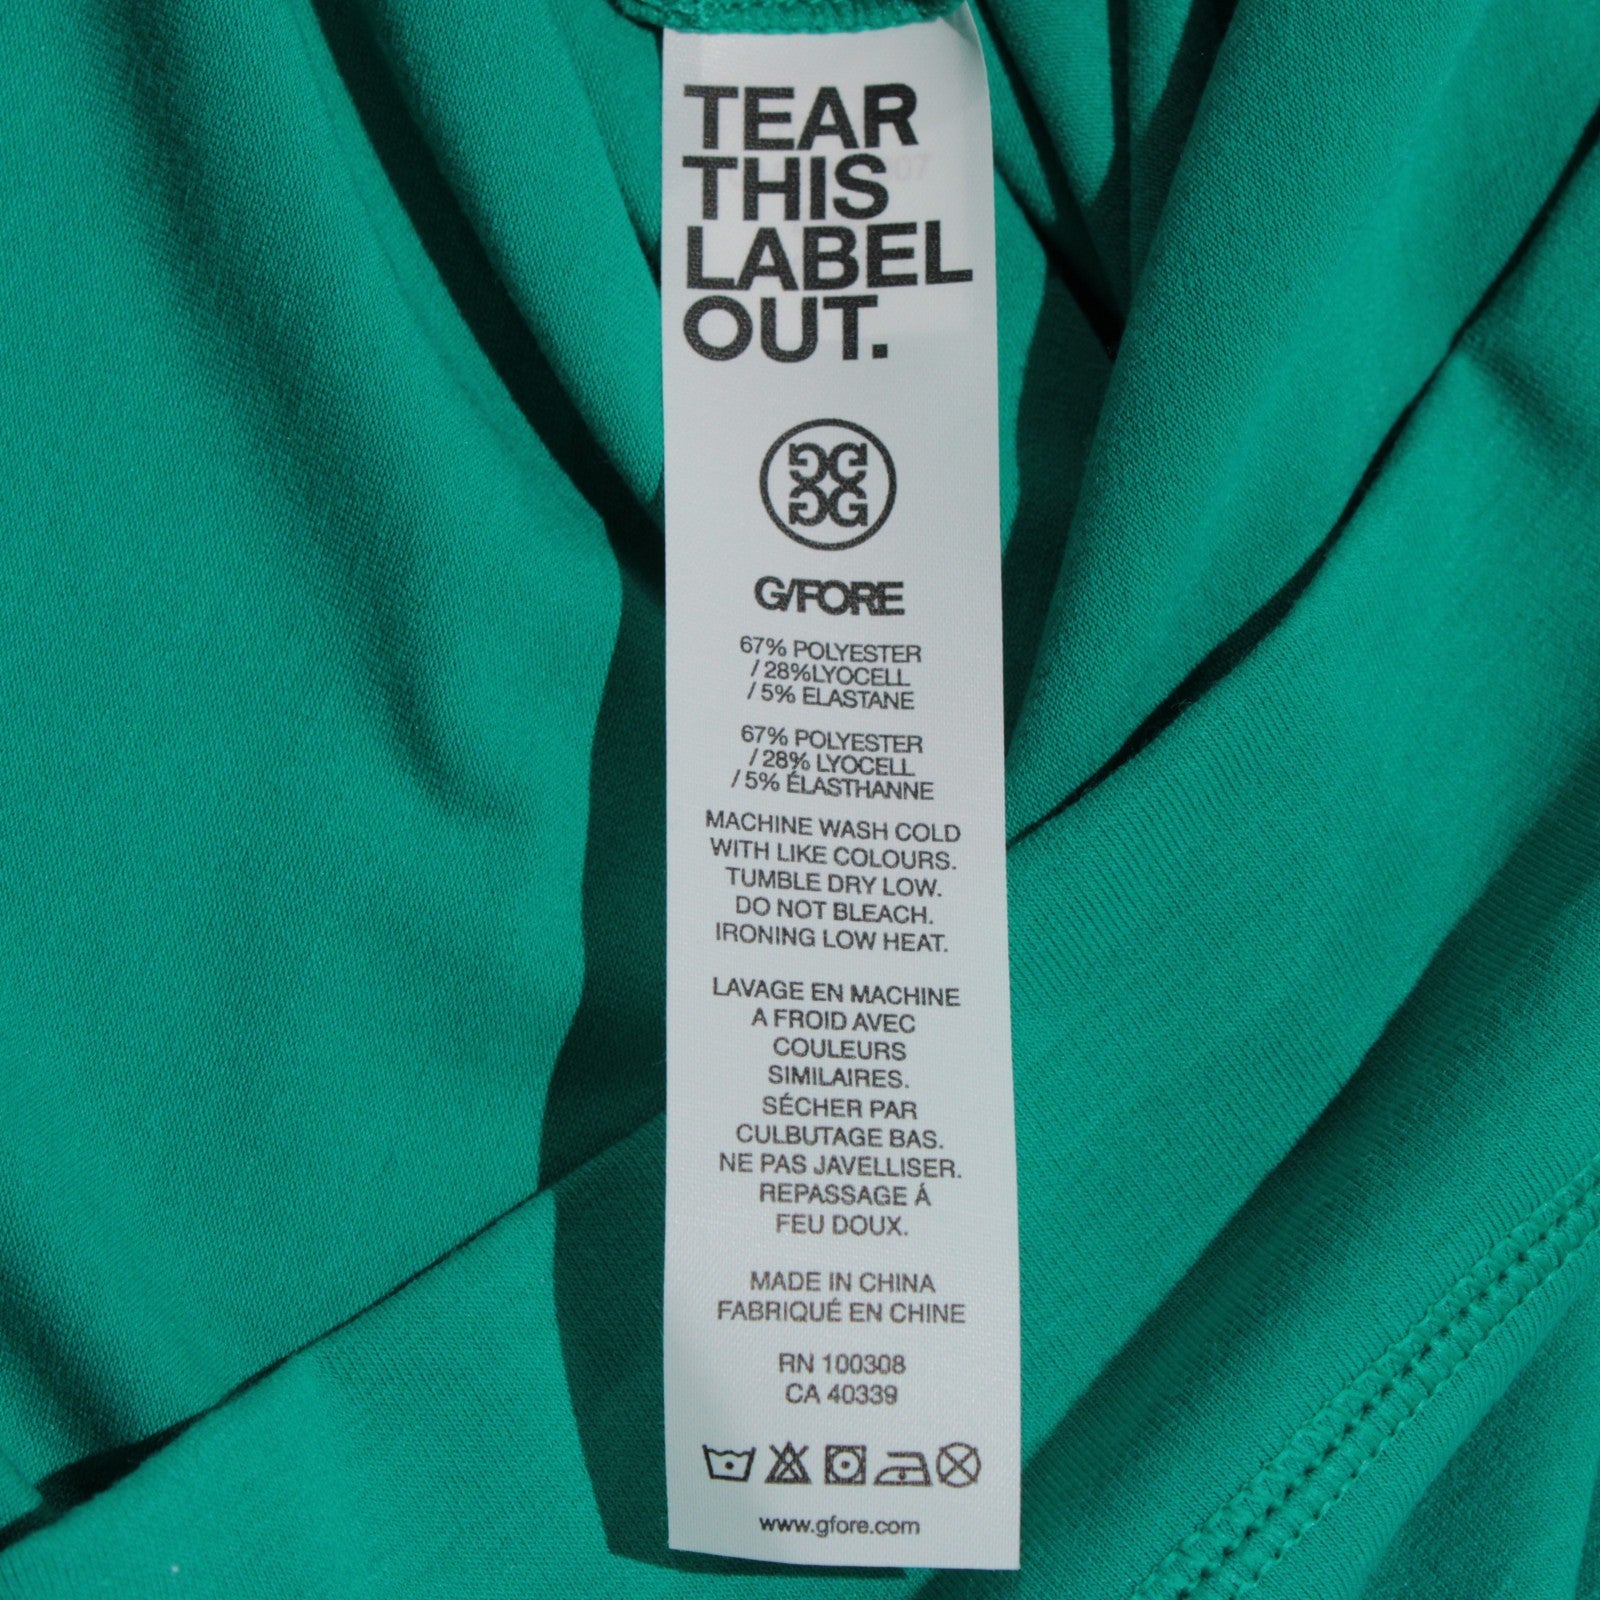 TEAR
THIS
LABEL
OUT.
G/FORE
67% POLYESTER
/ 28%LYOCELL
/ 5% ELASTANE
67% POLYESTER
/ 28% LYOCELL
/ 5% ÉLASTHANNE
MACHINE WASH COLD
WITH LIKE COLOURS.
TUMBLE DRY LOW.
DO NOT BLEACH.
IRONING LOW HEAT.
LAVAGE EN MACHINE
A FROID AVEC
COULEURS
SIMILAIRES.
SÉCHER PAR
CULBUTAGE BAS.
NE PAS JAVELLISER.
REPASSAGE Á
FEU DOUX.
MADE IN CHINA
FABRIQUÉ EN CHINE
RN 100308
CA 40339
www.gfore.com